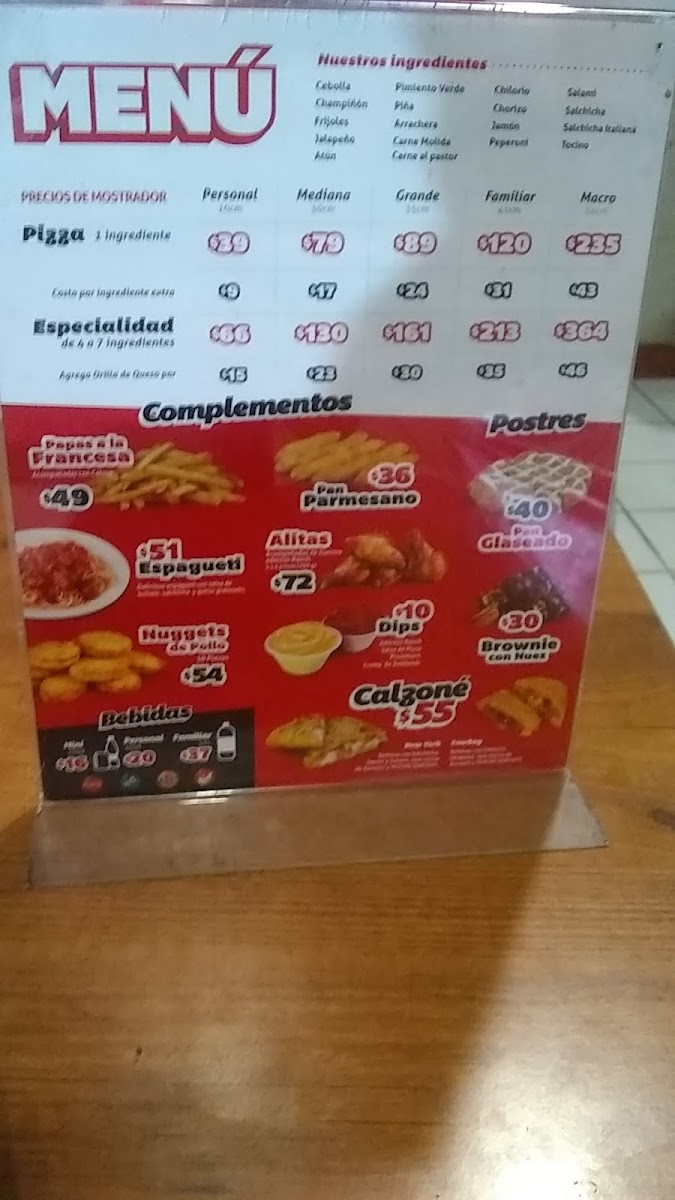 MENÚ
Nuestros ingredientes
Cebolla Pimiento Verde Chilorio Salami
Champiñón Piña Chorizo Salchicha
Frijoles Arrachera Jamón Salchicha Italiana
Jalapeño Carne Molida Peperoni Tocino
Atún Carne al pastor
PRECIOS DE MOSTRADOR Personal Mediana Grande Familiar Macro
Pizza 1 ingrediente $39 $79 $89 $120 $235
Costo por ingrediente extra $9 $17 $24 $31 $43
Especialidad $66 $130 $161 $213 $364
de 4 a 7 ingredientes
Agrega Orilla de Queso por $15 $23 $30 $35 $46
Complementos
Postres
Papas a la
Francesa
$49
$36
Pan
Parmesano
$40
Pan
Glaseado
$51
Espagueti
Alitas
$72
$10
Dips
$30
Brownie
con Nuez
Nuggets
de Pollo
$54
Calzoné
$55
New York Cowboy
Bebidas
Mini Personal Familiar
$16 $20 $37